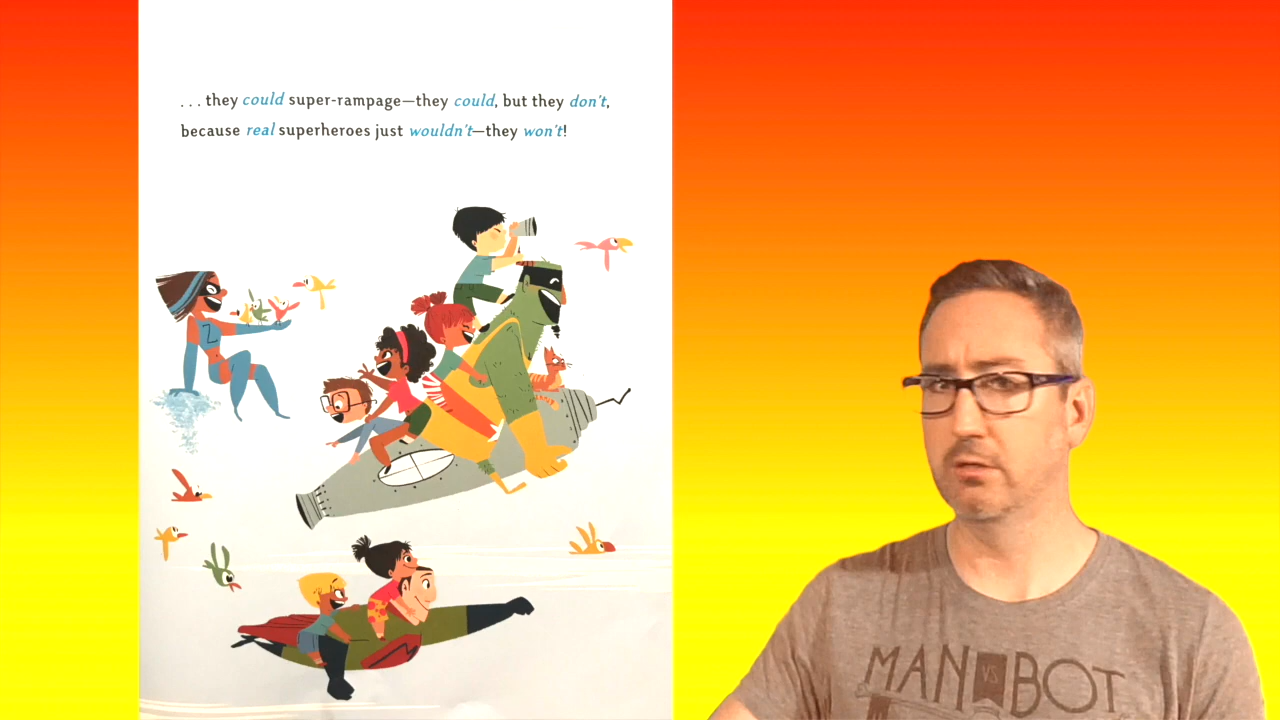 . . . they could super-rampage—they could, but they don't,
because real superheroes just wouldn't—they won't!
Z
MAN VS BOT